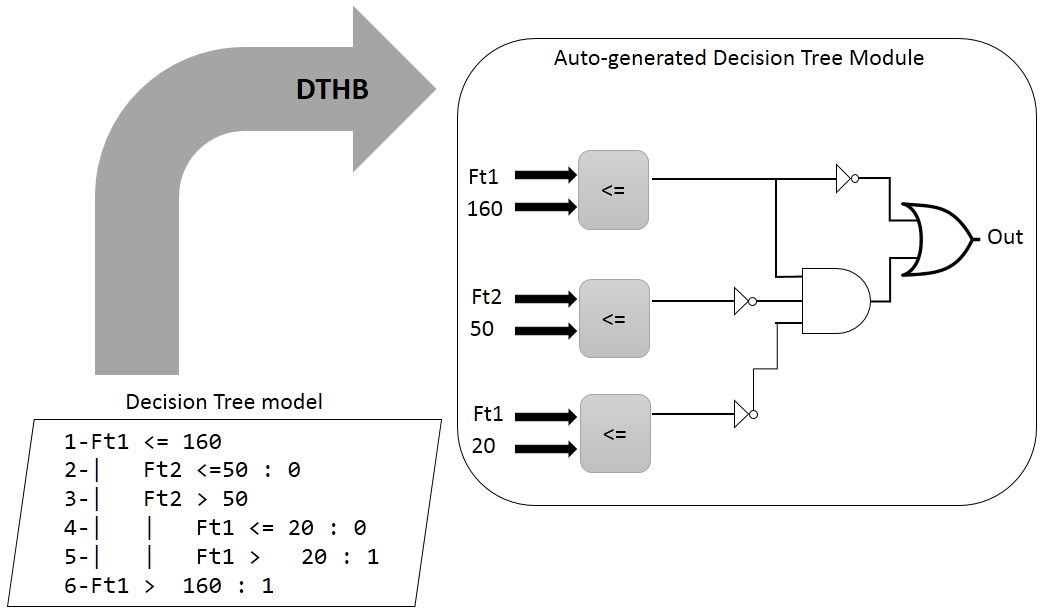 DTHB
Auto-generated Decision Tree Module
Ft1
160
<=
Ft2
50
<=
Ft1
20
<=
Out
Decision Tree model
1-Ft1 <= 160
2-|   Ft2 <=50 : 0
3-|   Ft2 > 50
4-|   |   Ft1 <= 20 : 0
5-|   |   Ft1 >   20 : 1
6-Ft1 >  160 : 1